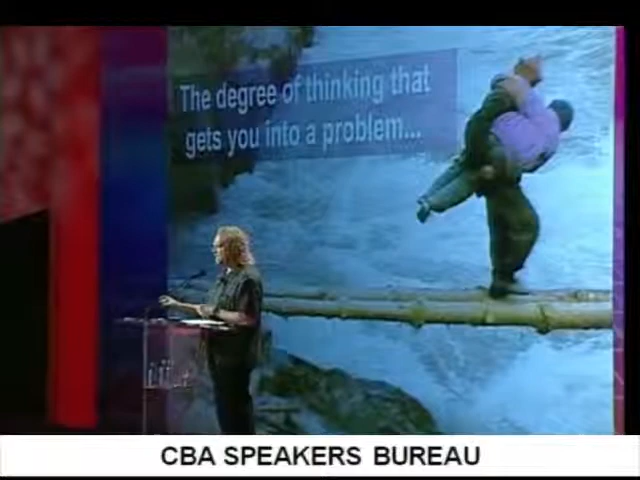 The degree of thinking that
gets you into a problem...
CBA SPEAKERS BUREAU